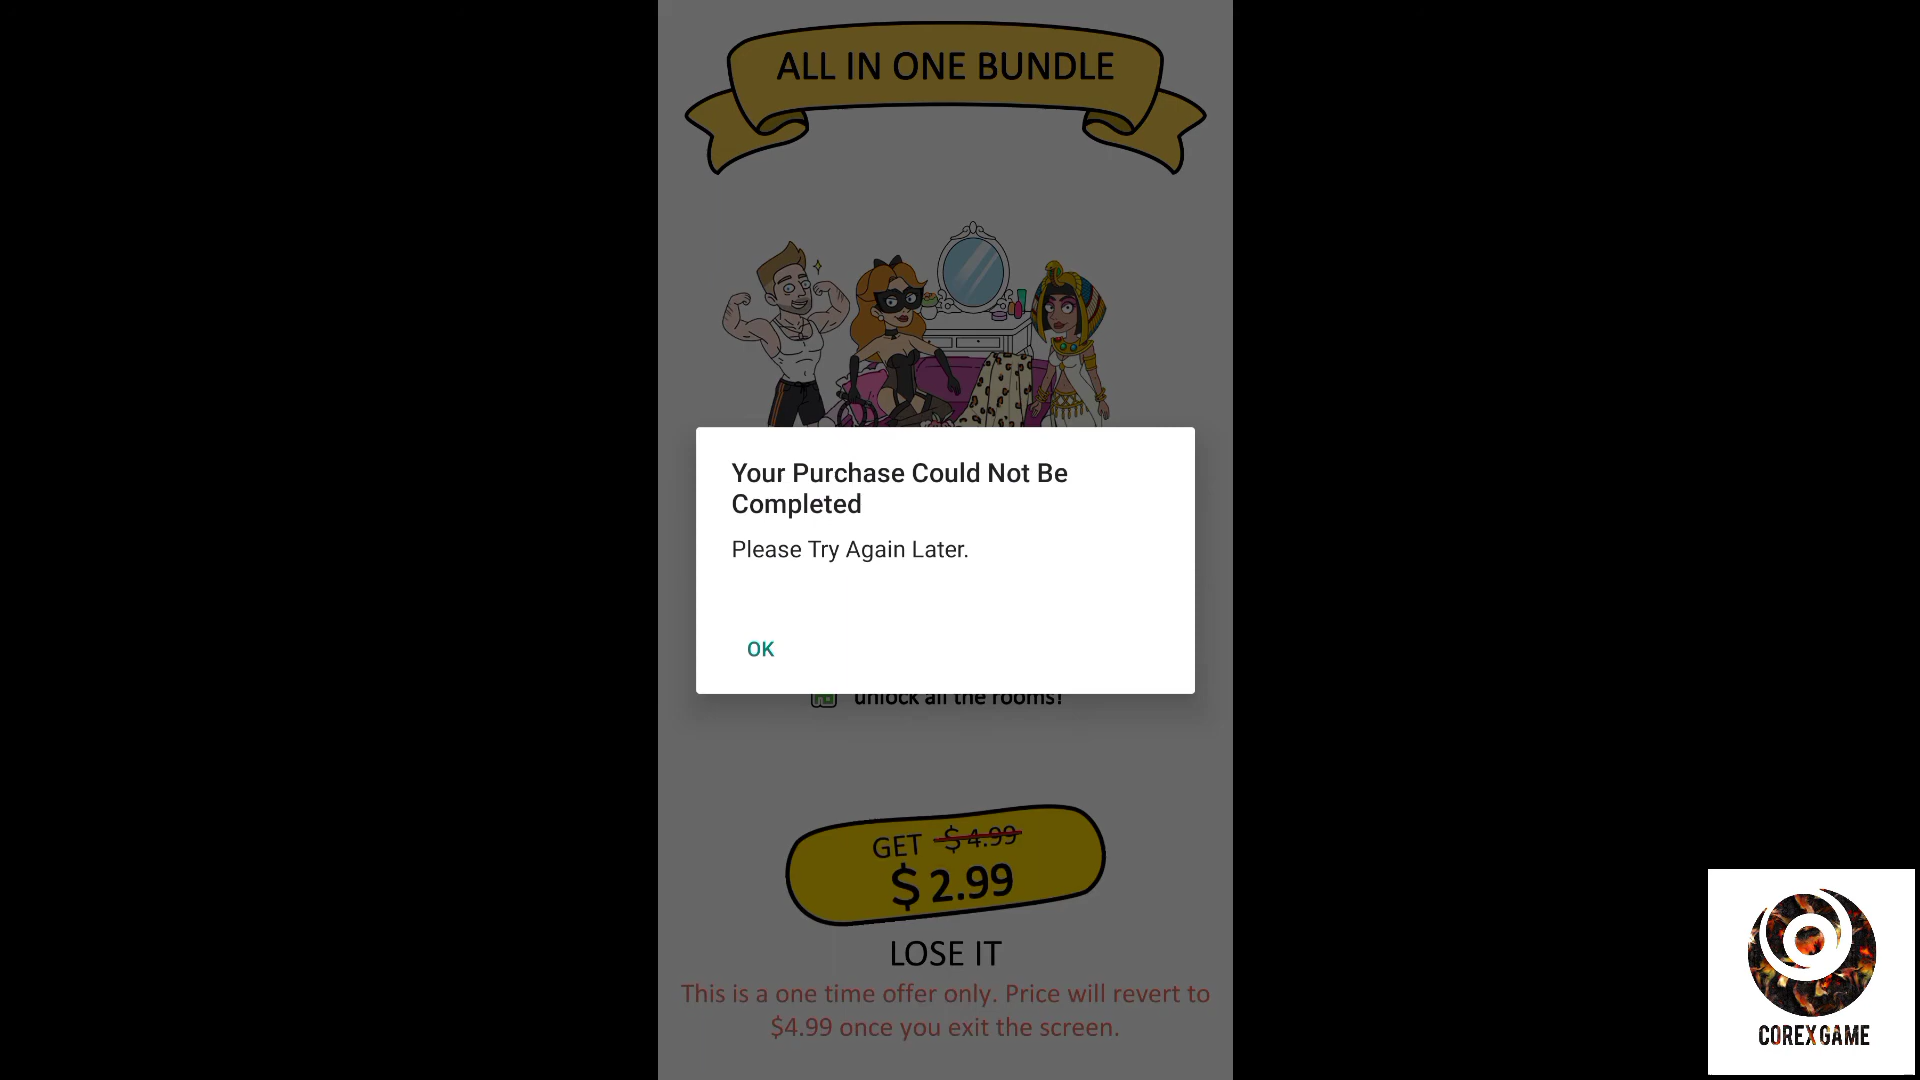 ALL IN ONE BUNDLE
Your Purchase Could Not Be
Completed
Please Try Again Later.
OK
unlock all the rooms!
GET $4.99
$2.99
LOSE IT
This is a one time offer only. Price will revert to
$4.99 once you exit the screen.
COREXGAME